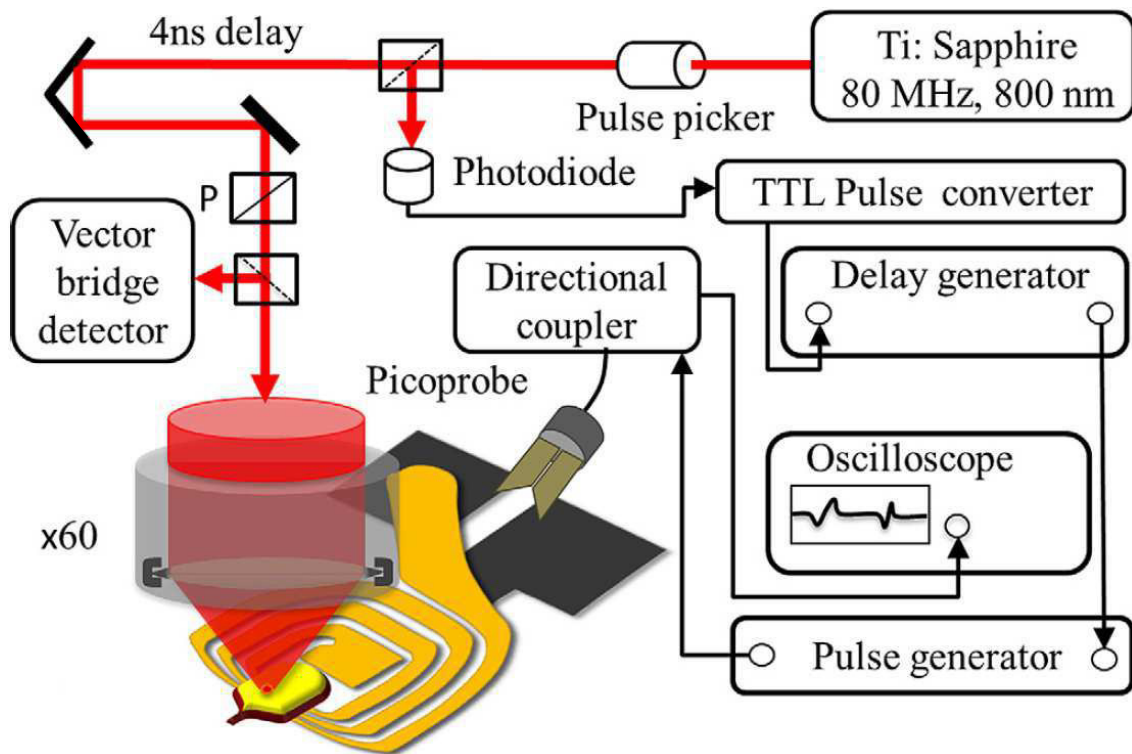 4ns delay
Ti: Sapphire
80 MHz, 800 nm
Pulse picker
Photodiode
TTL Pulse converter
P
Vector
bridge
detector
Directional
coupler
Delay generator
Picoprobe
Oscilloscope
x60
Pulse generator